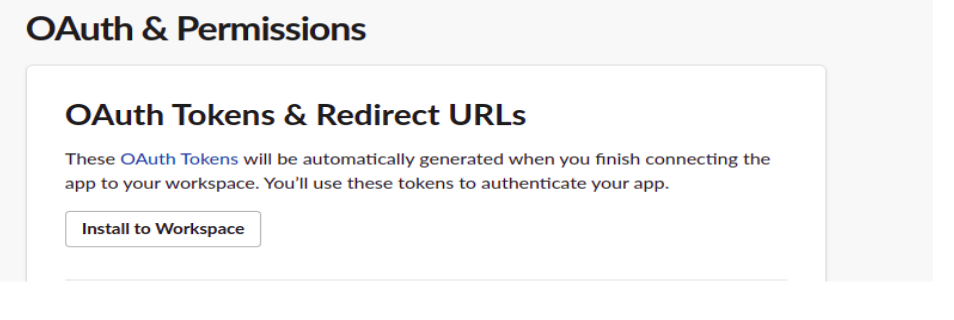 OAuth & Permissions
OAuth Tokens & Redirect URLs
These OAuth Tokens will be automatically generated when you finish connecting the
app to your workspace. You’ll use these tokens to authenticate your app.
Install to Workspace